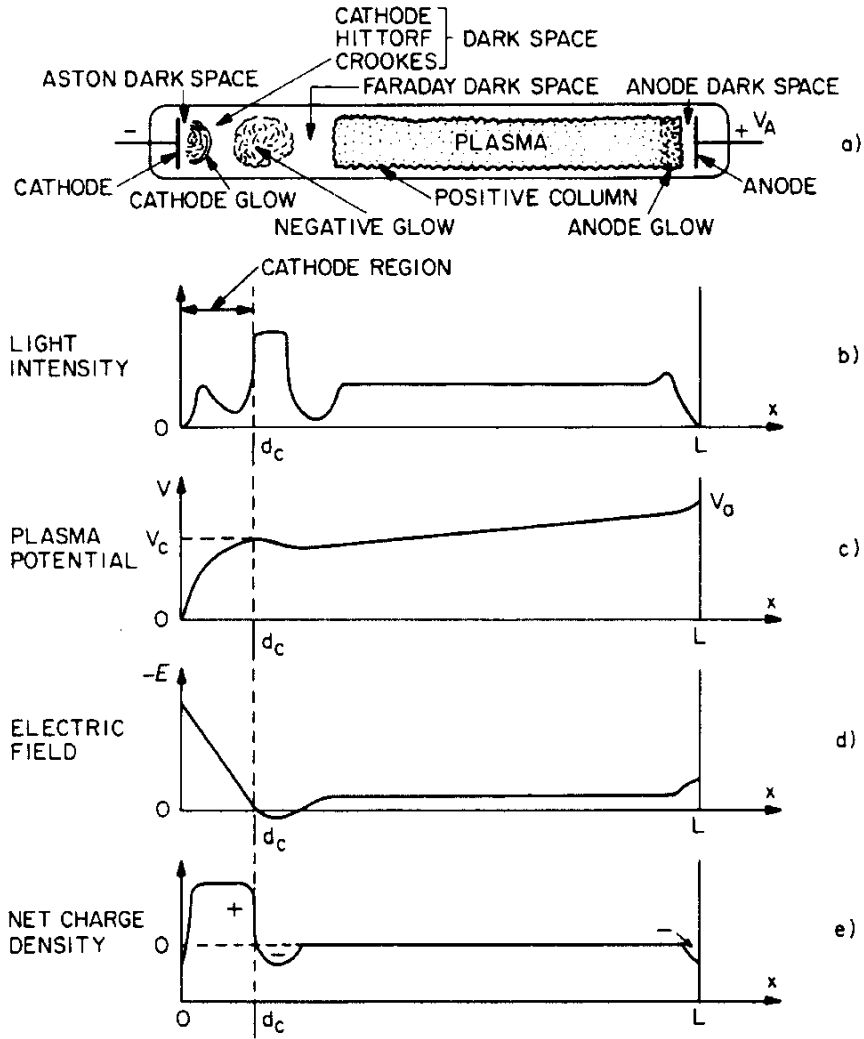 CATHODE
HITTORF
CROOKES
DARK SPACE
ASTON DARK SPACE
FARADAY DARK SPACE
ANODE DARK SPACE
−
PLASMA
+ V_A
a)
CATHODE
CATHODE GLOW
NEGATIVE GLOW
POSITIVE COLUMN
ANODE GLOW
ANODE
CATHODE REGION
LIGHT
INTENSITY
b)
0
x
d_c
L
V
PLASMA
POTENTIAL
V_c
V_a
c)
0
x
d_c
L
-E
ELECTRIC
FIELD
d)
0
x
d_c
L
NET CHARGE
DENSITY
+
−
−
e)
0
x
0
d_c
L